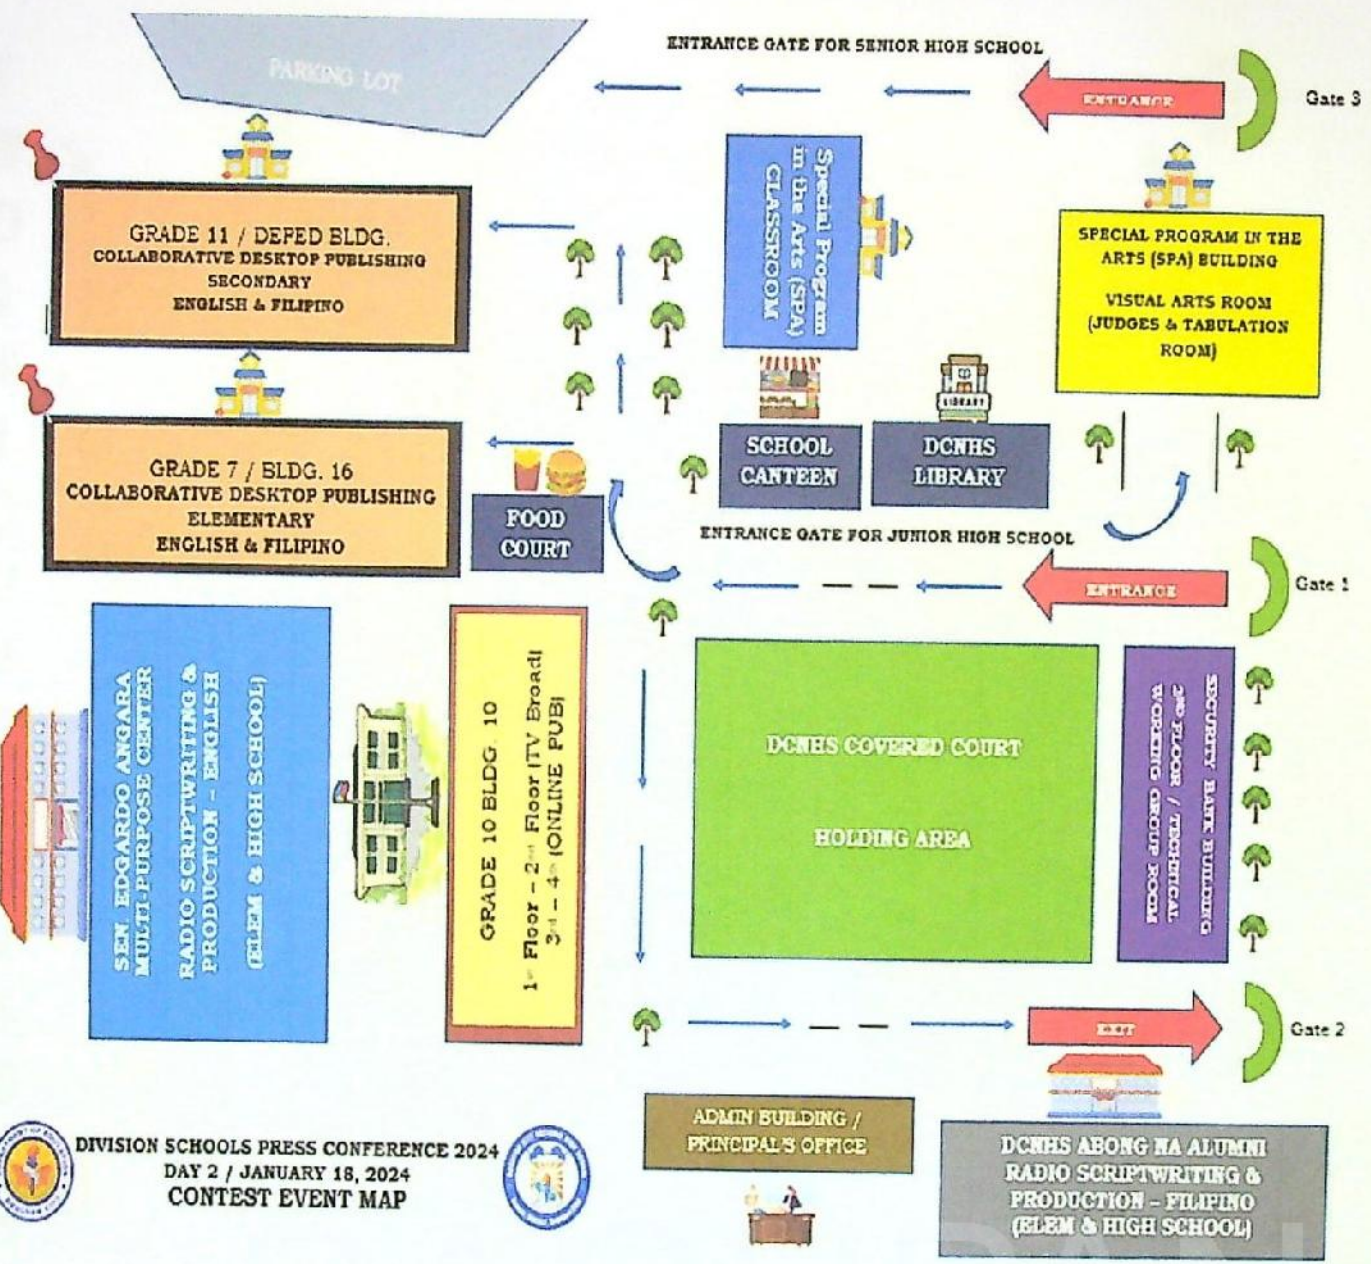 PARKING LOT
ENTRANCE GATE FOR SENIOR HIGH SCHOOL
ENTRANCE
Gate 3
GRADE 11 / DEPED BLDG.
COLLABORATIVE DESKTOP PUBLISHING
SECONDARY
ENGLISH & FILIPINO
Special Program
in the Arts (SPA)
CLASSSROOM
SPECIAL PROGRAM IN THE
ARTS (SPA) BUILDING
VISUAL ARTS ROOM
(JUDGES & TABULATION
ROOM)
GRADE 7 / BLDG. 16
COLLABORATIVE DESKTOP PUBLISHING
ELEMENTARY
ENGLISH & FILIPINO
FOOD
COURT
SCHOOL
CANTEEN
LIBRARY
DCNHS
LIBRARY
ENTRANCE GATE FOR JUNIOR HIGH SCHOOL
ENTRANCE
Gate 1
SEN. EDGARDO ANGARA
MULTI-PURPOSE CENTER
RADIO SCRIPTWRITING &
PRODUCTION - ENGLISH
(ELEM & HIGH SCHOOL)
GRADE 10 BLDG. 10
1st Floor - 2nd Floor (TV Broad)
3rd - 4th (ONLINE PUB)
DCNHS COVERED COURT
HOLDING AREA
SECURITY BANK BUILDING
2ND FLOOR / TECHNICAL
WORKING GROUP ROOM
EXIT
Gate 2
ADMIN BUILDING /
PRINCIPAL'S OFFICE
DCNHS ABONG NA ALUMNI
RADIO SCRIPTWRITING &
PRODUCTION - FILIPINO
(ELEM & HIGH SCHOOL)
DIVISION SCHOOLS PRESS CONFERENCE 2024
DAY 2 / JANUARY 18, 2024
CONTEST EVENT MAP